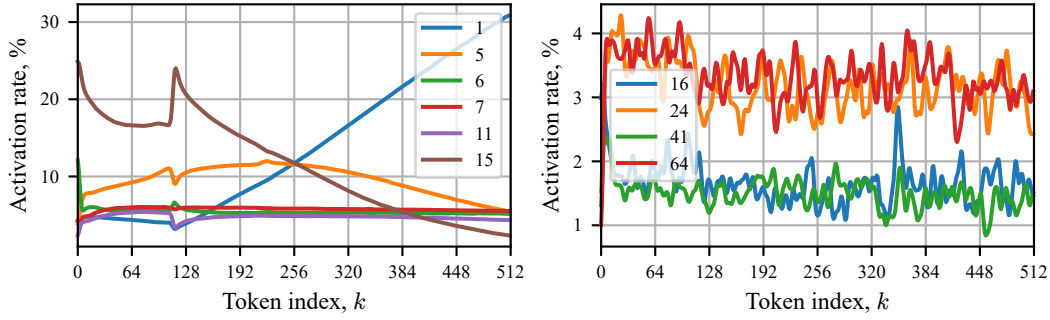 Activation rate, %
30
20
10
0 64 128 192 256 320 384 448 512
Token index, k
1
5
6
7
11
15
Activation rate, %
4
3
2
1
0 64 128 192 256 320 384 448 512
Token index, k
16
24
41
64